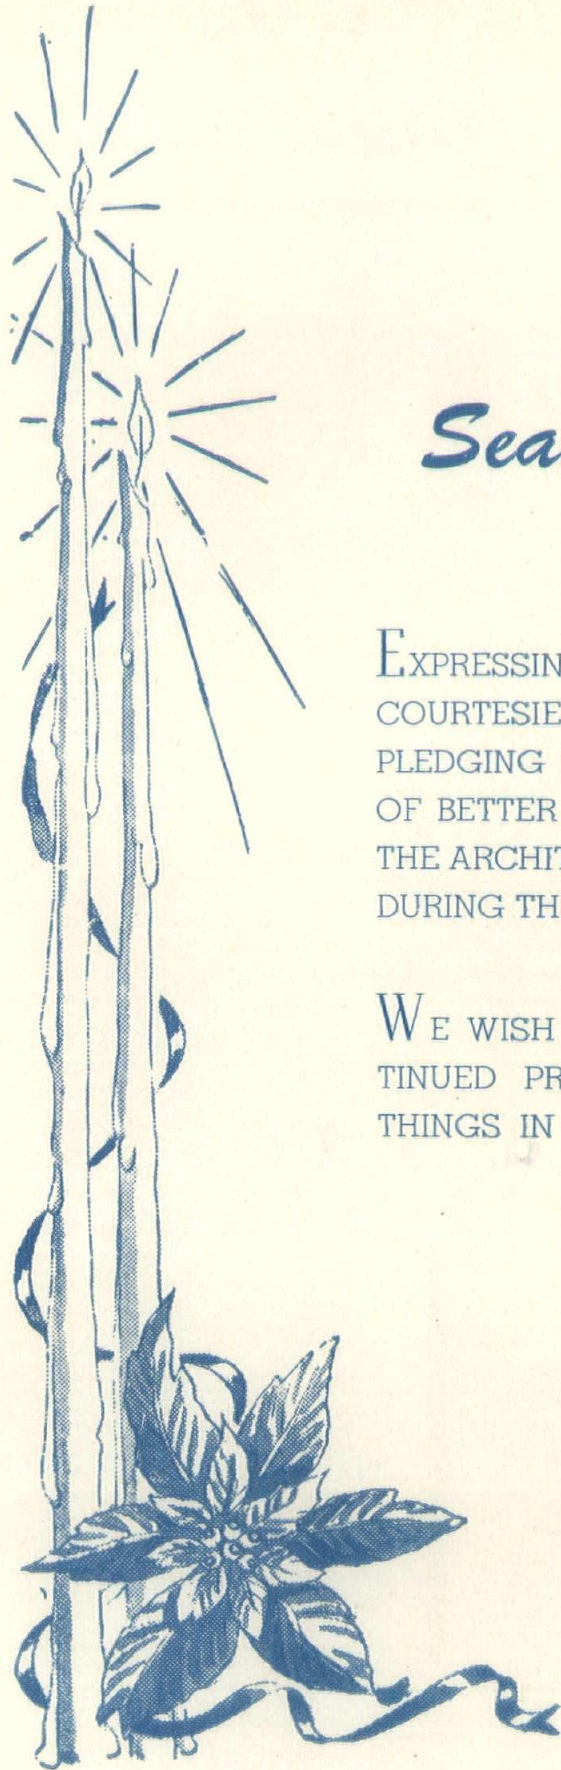 Sea
EXPRESSIN
COURTESIE
PLEDGING
OF BETTER
THE ARCHIT
DURING TH
WE WISH
TINUED PR
THINGS IN